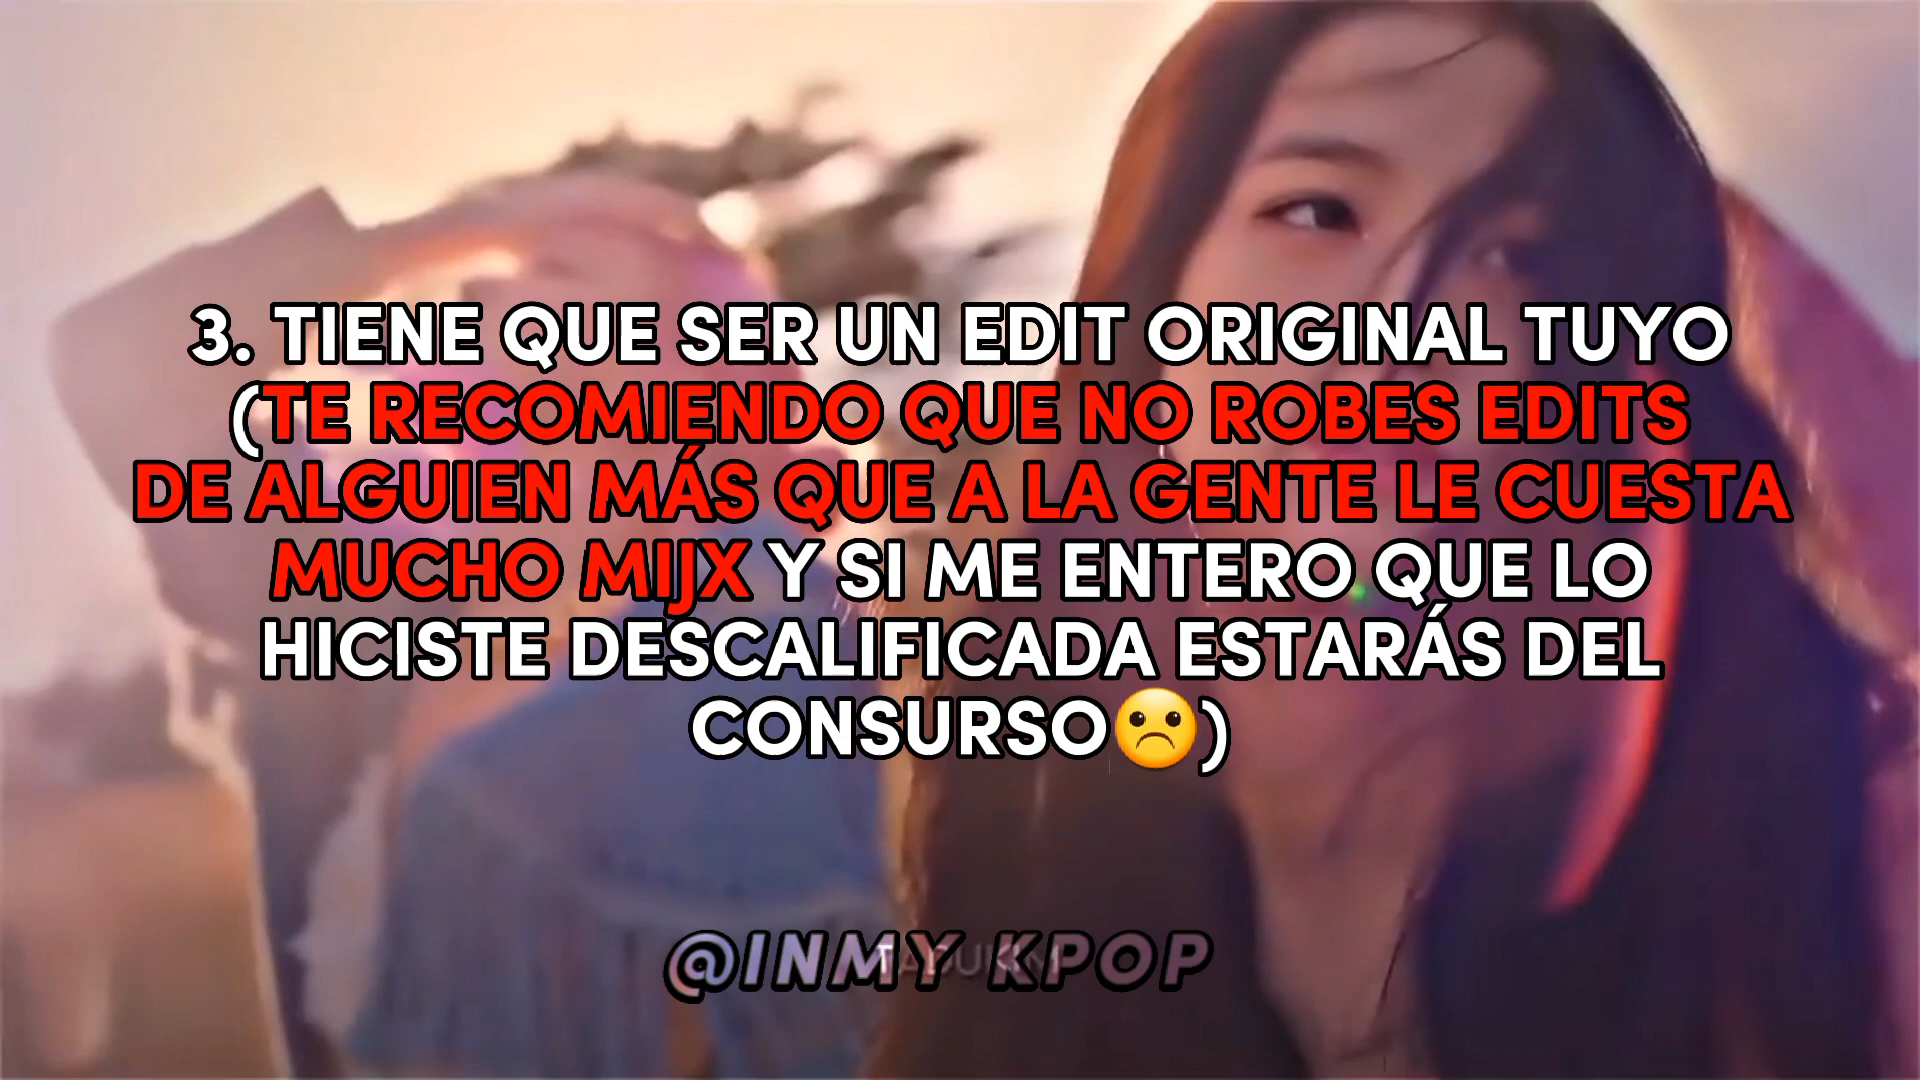 3. TIENE QUE SER UN EDIT ORIGINAL TUYO
(TE RECOMIENDO QUE NO ROBES EDITS
DE ALGUIEN MÁS QUE A LA GENTE LE CUESTA
MUCHO MIJX Y SI ME ENTERO QUE LO
HICISTE DESCALIFICADA ESTARÁS DEL
CONSURSO☹️)
@INMY KPOP